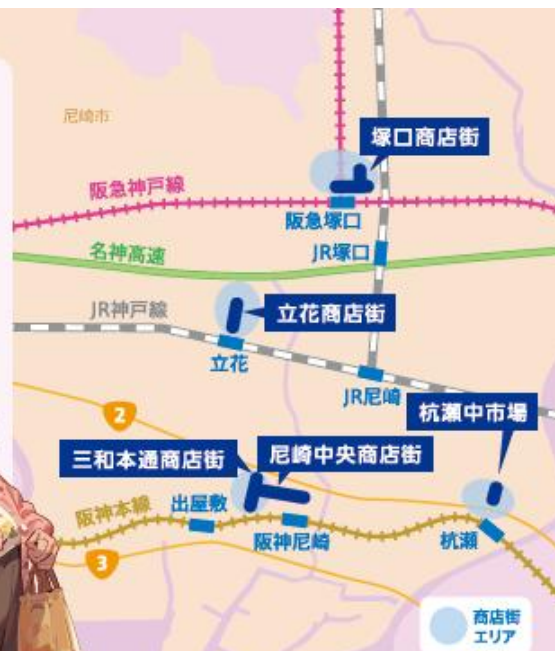 尼崎市
塚口商店街
阪急神戸線
阪急塚口
名神高速
JR塚口
JR神戸線
立花商店街
立花
JR尼崎
杭瀬中市場
2
三和本通商店街
尼崎中央商店街
阪神本線
出屋敷
阪神尼崎
杭瀬
3
商店街
エリア